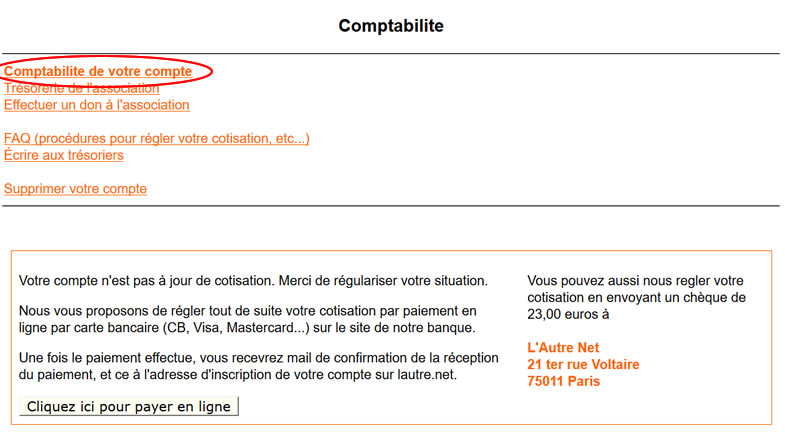 Comptabilite
Comptabilite de votre compte
Trésorerie de l'association
Effectuer un don à l'association
FAQ (procédures pour régler votre cotisation, etc...)
Écrire aux trésoriers
Supprimer votre compte
Votre compte n'est pas à jour de cotisation. Merci de régulariser votre situation.
Nous vous proposons de régler tout de suite votre cotisation par paiement en
ligne par carte bancaire (CB, Visa, Mastercard...) sur le site de notre banque.
Une fois le paiement effectue, vous recevrez mail de confirmation de la réception
du paiement, et ce à l'adresse d'inscription de votre compte sur lautre.net.
Cliquez ici pour payer en ligne
Vous pouvez aussi nous regler votre
cotisation en envoyant un chèque de
23,00 euros à
L'Autre Net
21 ter rue Voltaire
75011 Paris